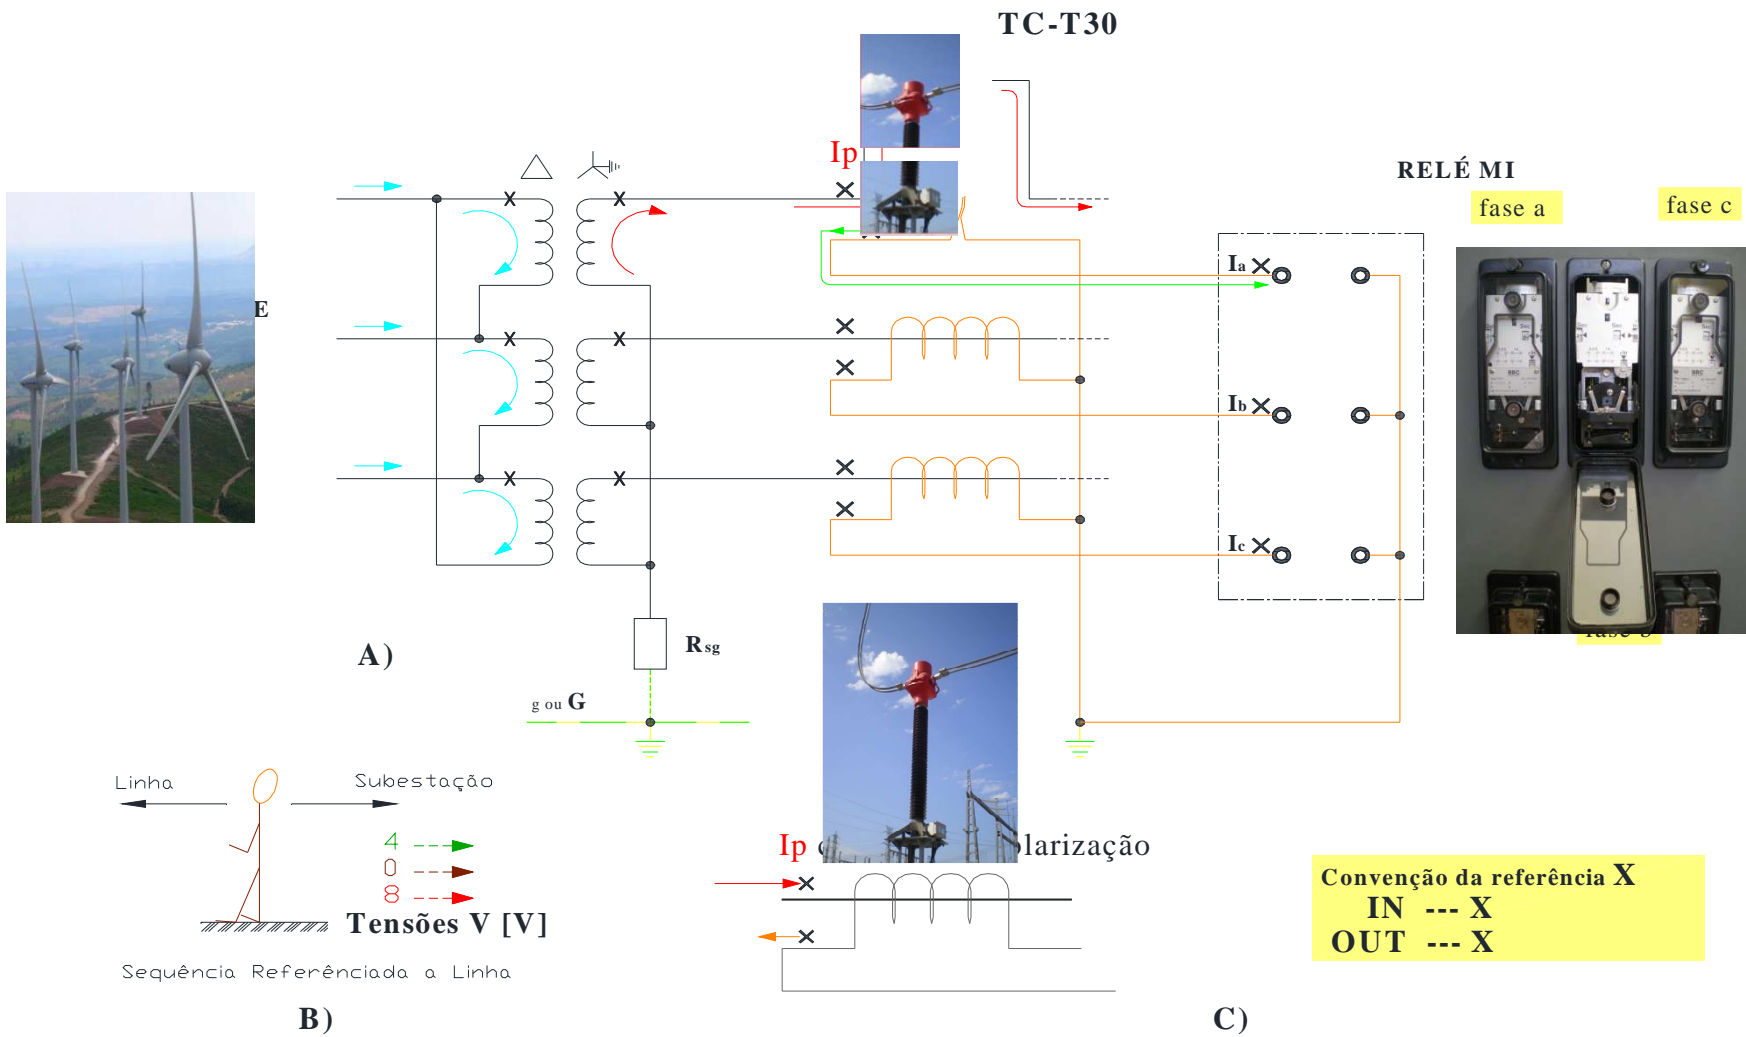 TC-T30
Ip
RELÉ MI
fase a
fase c
X
X
E
Ia
X
X
Ib
X
X
Ic
fase b
A)
Rsg
g ou G
Linha
Subestação
4
0
8
Tensões V [V]
Sequência Referênciada a Linha
B)
Ip
larização
Convenção da referência X
IN --- X
OUT --- X
C)